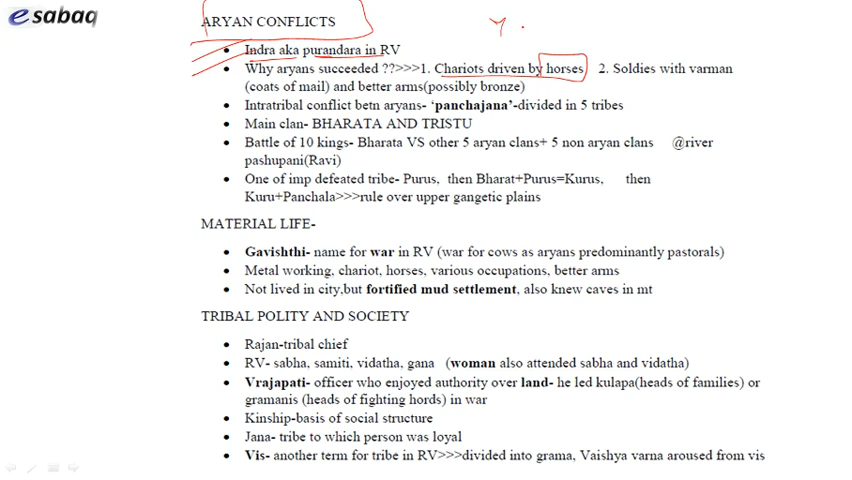 esabaq
ARYAN CONFLICTS
• Indra aka purandara in RV
• Why aryans succeeded ??>>>1. Chariots driven by horses 2. Soldies with varman
(coats of mail) and better arms(possibly bronze)
• Intratribal conflict betn aryans- ‘panchajana’-divided in 5 tribes
• Main clan- BHARATA AND TRISTU
• Battle of 10 kings- Bharata VS other 5 aryan clans+ 5 non aryan clans @river
pashupani(Ravi)
• One of imp defeated tribe- Purus, then Bharat+Purus=Kurus, then
Kuru+Panchala>>>rule over upper gangetic plains
MATERIAL LIFE-
• Gavishthi- name for war in RV (war for cows as aryans predominantly pastorals)
• Metal working, chariot, horses, various occupations, better arms
• Not lived in city,but fortified mud settlement, also knew caves in mt
TRIBAL POLITY AND SOCIETY
• Rajan-tribal chief
• RV- sabha, samiti, vidatha, gana (woman also attended sabha and vidatha)
• Vrajapati- officer who enjoyed authority over land- he led kulapa(heads of families) or
gramanis (heads of fighting hords) in war
• Kinship-basis of social structure
• Jana- tribe to which person was loyal
• Vis- another term for tribe in RV>>>divided into grama, Vaishya varna aroused from vis